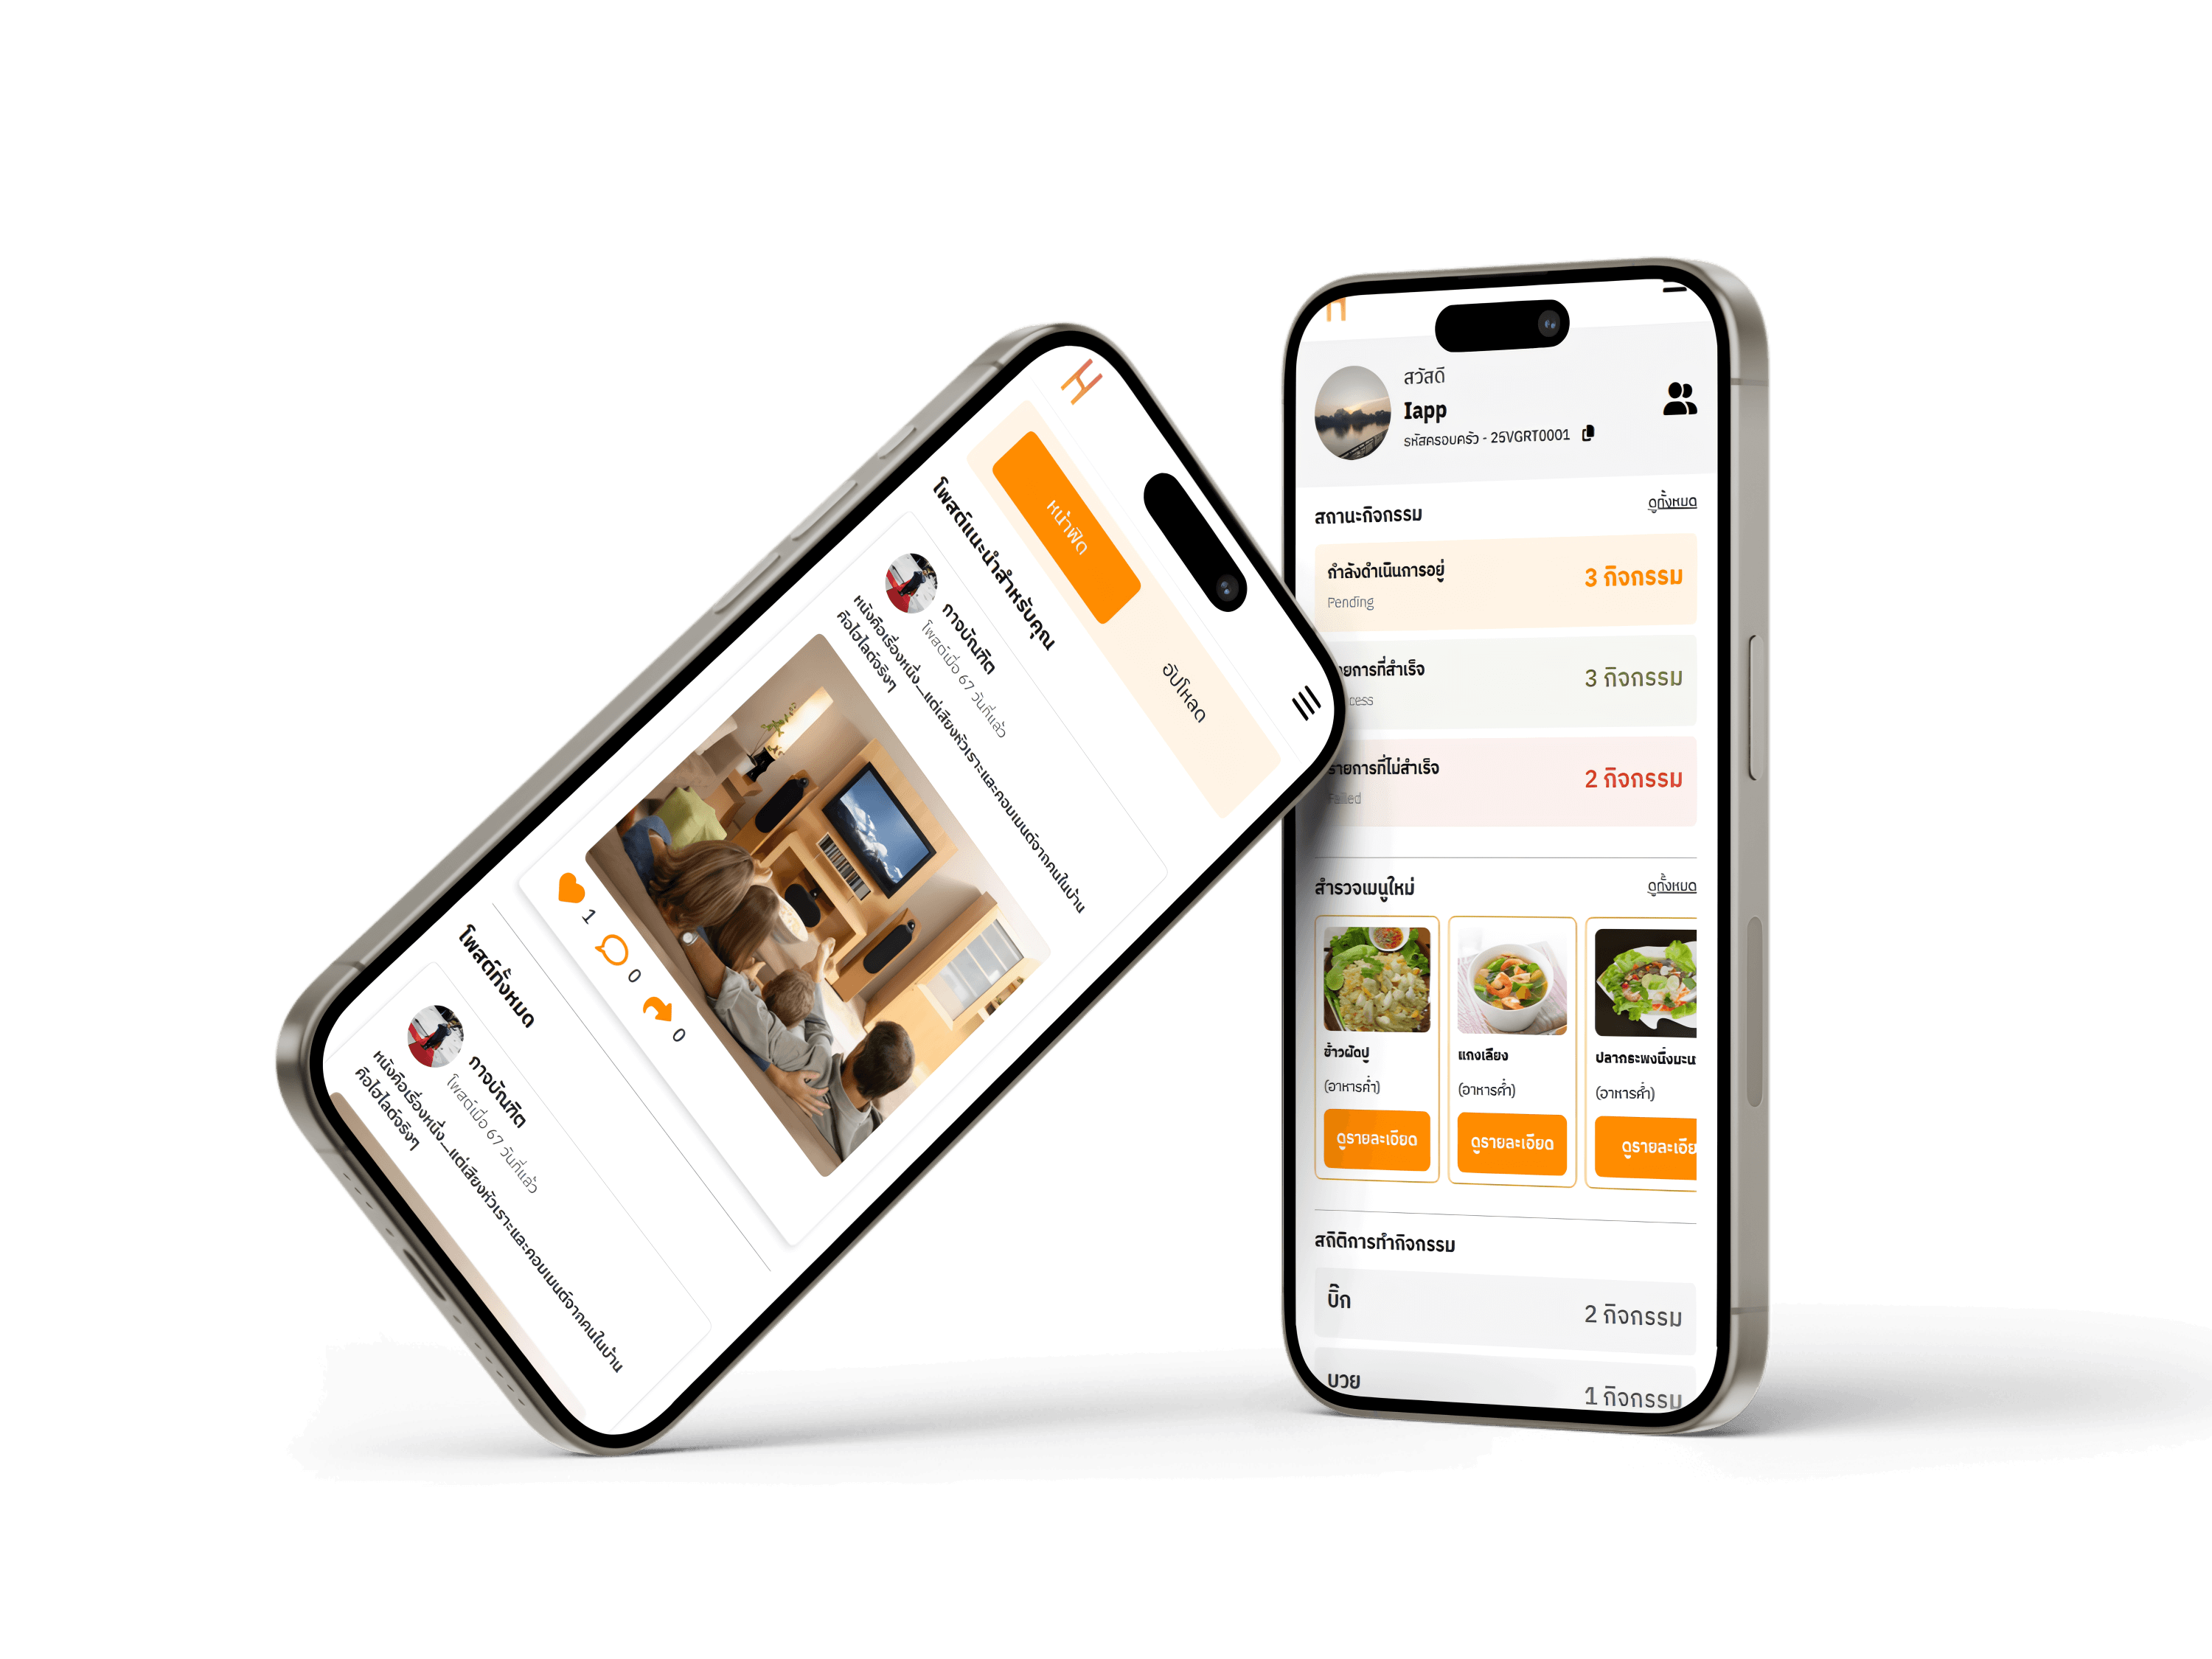 H
หน้าฟีด
อัปโหลด
โพสต์แนะนำสำหรับคุณ
กาจบัณฑิต
โพสต์เมื่อ 67 วันที่แล้ว
หนังคือเรื่องหนึ่ง...แต่เสียงหัวเราะและคอมเมนต์จากคนในบ้าน
คือไฮไลต์จริงๆ
1 0 0
โพสต์ทั้งหมด
กาจบัณฑิต
โพสต์เมื่อ 67 วันที่แล้ว
หนังคือเรื่องหนึ่ง...แต่เสียงหัวเราะและคอมเมนต์จากคนในบ้าน
คือไฮไลต์จริงๆ
H
สวัสดี
Iapp
รหัสครอบครัว - 25VGRT0001
สถานะกิจกรรม ดูทั้งหมด
กำลังดำเนินการอยู่ 3 กิจกรรม
Pending
ายการที่สำเร็จ 3 กิจกรรม
cess
รายการที่ไม่สำเร็จ 2 กิจกรรม
Failed
สำรวจเมนูใหม่ ดูทั้งหมด
ข้าวผัดปู แกงเลียง ปลากะพงนึ่งมะน
(อาหารค่ำ) (อาหารค่ำ) (อาหารค่ำ)
ดูรายละเอียด ดูรายละเอียด ดูรายละเอีย
สถิติการทำกิจกรรม
บิ๊ก 2 กิจกรรม
บวย 1 กิจกรรม